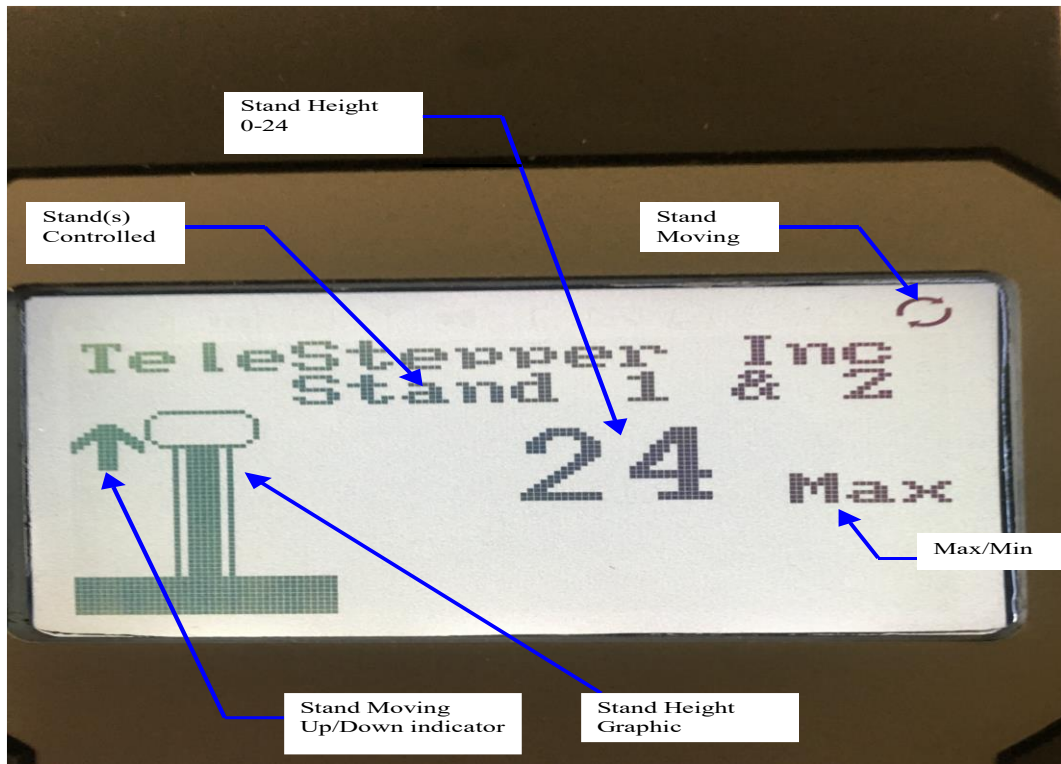 Stand Height
0-24
Stand(s)
Controlled
Stand
Moving
TeleStepper Inc
Stand 1 & 2
24
Max
Max/Min
Stand Moving
Up/Down indicator
Stand Height
Graphic